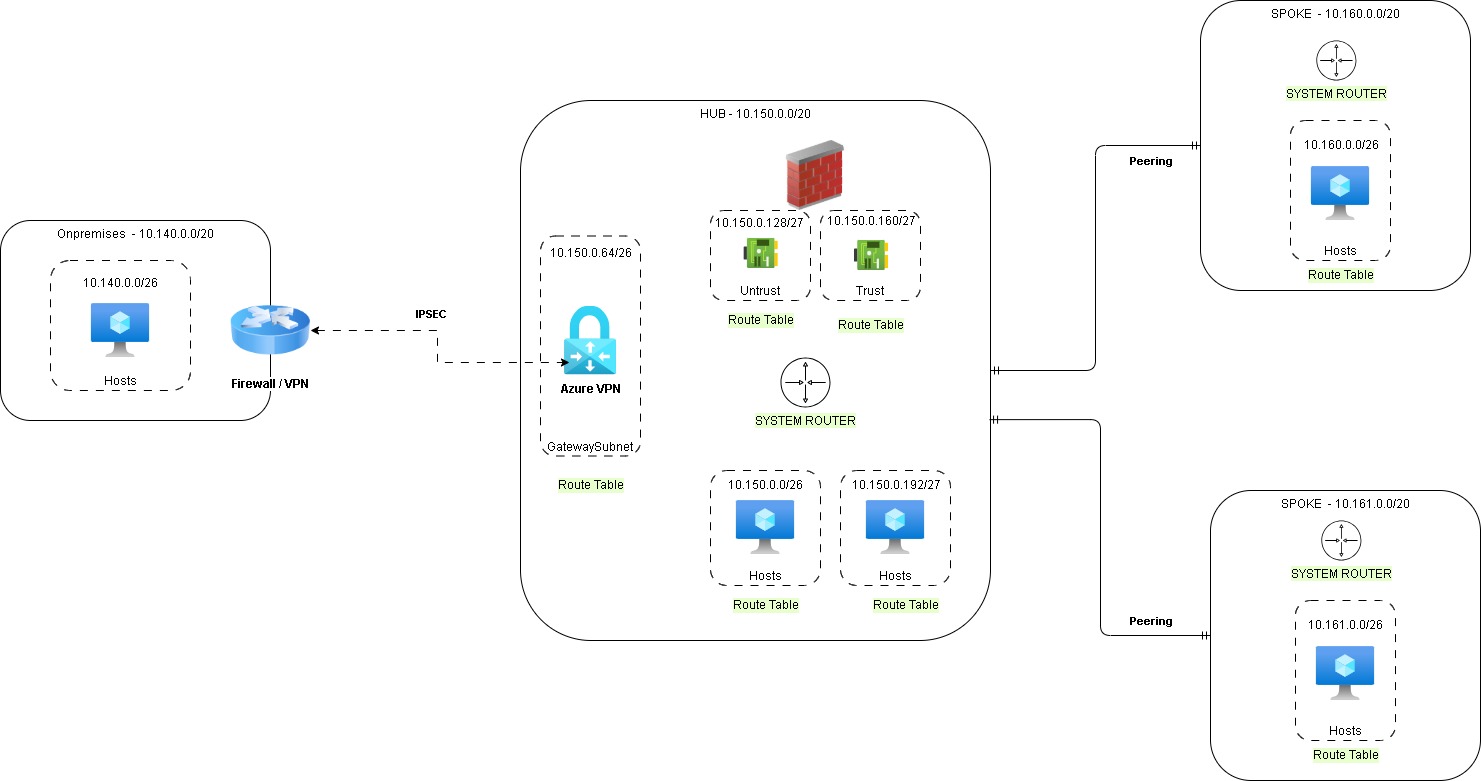 Onpremises - 10.140.0.0/20
10.140.0.0/26
Hosts
Firewall / VPN
IPSEC
HUB - 10.150.0.0/20
10.150.0.64/26
Azure VPN
GatewaySubnet
Route Table
10.150.0.128/27
Untrust
Route Table
10.150.0.160/27
Trust
Route Table
SYSTEM ROUTER
10.150.0.0/26
Hosts
Route Table
10.150.0.192/27
Hosts
Route Table
Peering
SPOKE - 10.160.0.0/20
SYSTEM ROUTER
10.160.0.0/26
Hosts
Route Table
Peering
SPOKE - 10.161.0.0/20
SYSTEM ROUTER
10.161.0.0/26
Hosts
Route Table